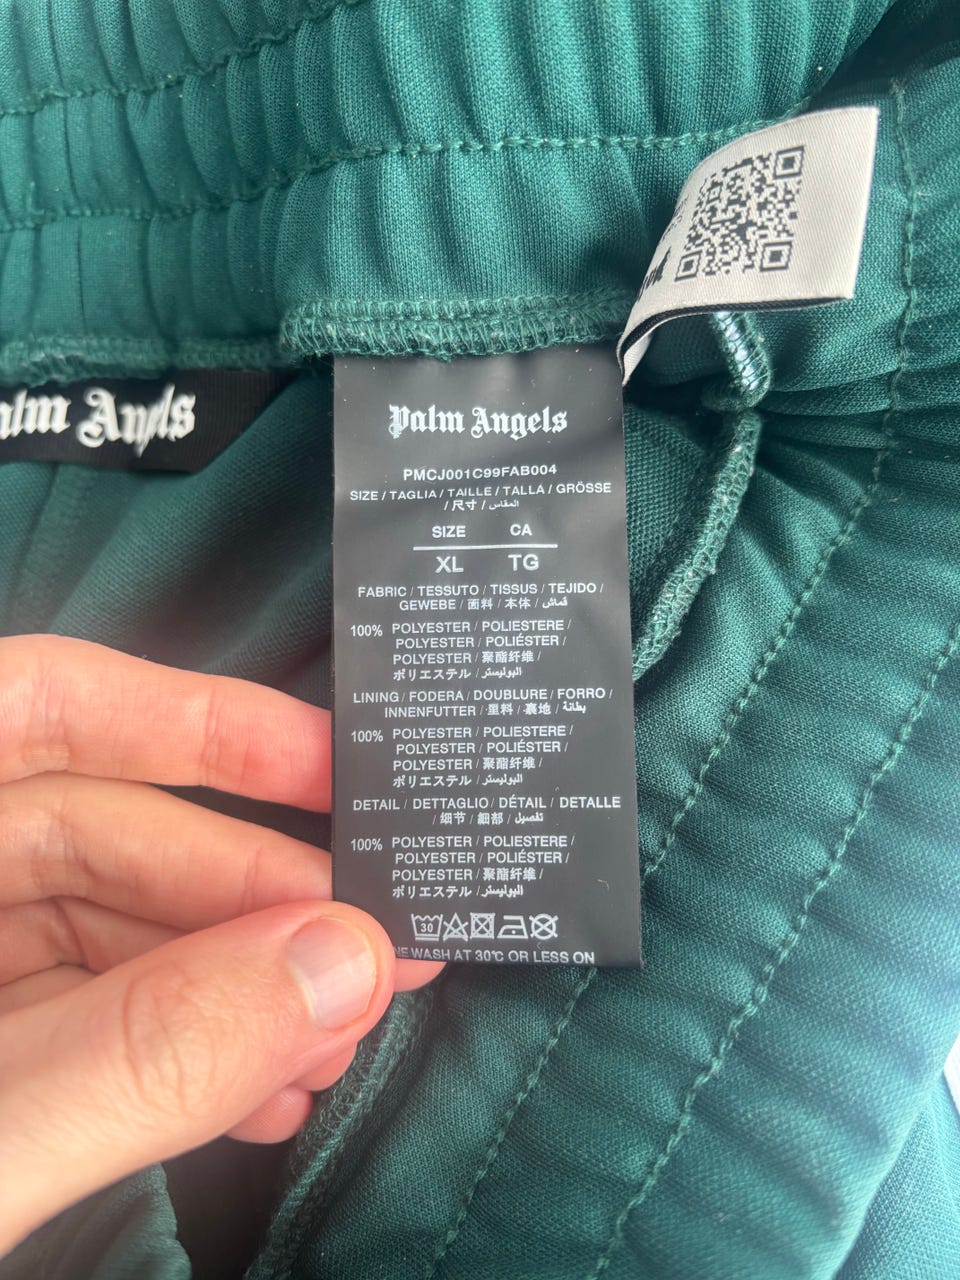 Palm Angels
Palm Angels
PMCJ001C99FAB004
SIZE / TAGLIA / TAILLE / TALLA / GRÖSSE
/ 尺寸 / المقاس
SIZE CA
XL TG
FABRIC / TESSUTO / TISSUS / TEJIDO /
GEWEBE / 面料 / 本体 / قماش
100% POLYESTER / POLIESTERE /
POLYESTER / POLIÉSTER /
POLYESTER / 聚酯纤维 /
ポリエステル / البوليستر
LINING / FODERA / DOUBLURE / FORRO /
INNENFUTTER / 里料 / 裏地 / بطانة
100% POLYESTER / POLIESTERE /
POLYESTER / POLIÉSTER /
POLYESTER / 聚酯纤维 /
ポリエステル / البوليستر
DETAIL / DETTAGLIO / DÉTAIL / DETALLE
/ 细节 / 細部 / تفصيل
100% POLYESTER / POLIESTERE /
POLYESTER / POLIÉSTER /
POLYESTER / 聚酯纤维 /
ポリエステル / البوليستر
30
WASH AT 30°C OR LESS ON